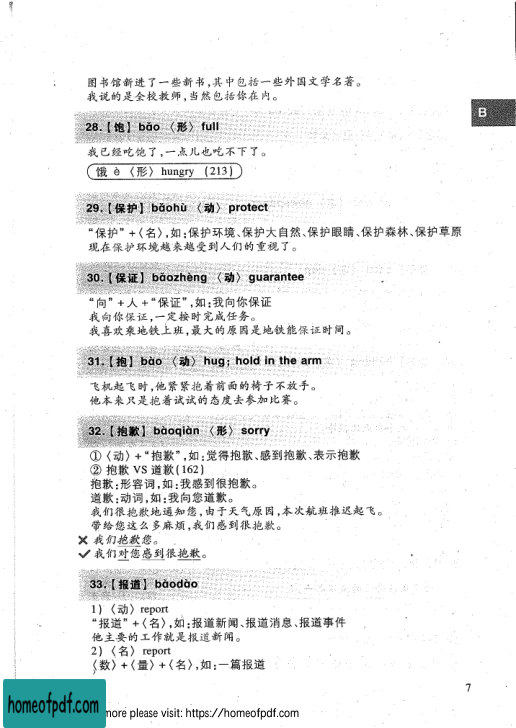 图书馆新进了一些新书,其中包括一些外国文学名著。
我说的是全校教师,当然包括你在内。
B
28.【饱】bǎo 〈形〉 full
我已经吃饱了,一点儿也吃不下了。
饿 è 〈形〉 hungry (213)
29.【保护】bǎohù 〈动〉 protect
“保护”+〈名〉,如:保护环境、保护大自然、保护眼睛、保护森林、保护草原
现在保护环境越来越受到人们的重视了。
30.【保证】bǎozhèng 〈动〉 guarantee
“向”+人+“保证”,如:我向你保证
我向你保证,一定按时完成任务。
我喜欢乘地铁上班,最大的原因是地铁能保证时间。
31.【抱】bào 〈动〉 hug; hold in the arm
飞机起飞时,他紧紧抱着前面的椅子不放手。
他本来只是抱着试试的态度去参加比赛。
32.【抱歉】bàoqiàn 〈形〉 sorry
①〈动〉+“抱歉”,如:觉得抱歉、感到抱歉、表示抱歉
② 抱歉 VS 道歉(162)
抱歉:形容词,如:我感到很抱歉。
道歉:动词,如:我向您道歉。
我们很抱歉地通知您,由于天气原因,本次航班推迟起飞。
带给您这么多麻烦,我们感到很抱歉。
✗ 我们抱歉您。
✓ 我们对您感到很抱歉。
33.【报道】bàodào
1)〈动〉report
“报道”+〈名〉,如:报道新闻、报道消息、报道事件
他主要的工作就是报道新闻。
2)〈名〉report
〈数〉+〈量〉+〈名〉,如:一篇报道
7
homeofpdf.com
more please visit: https://homeofpdf.com